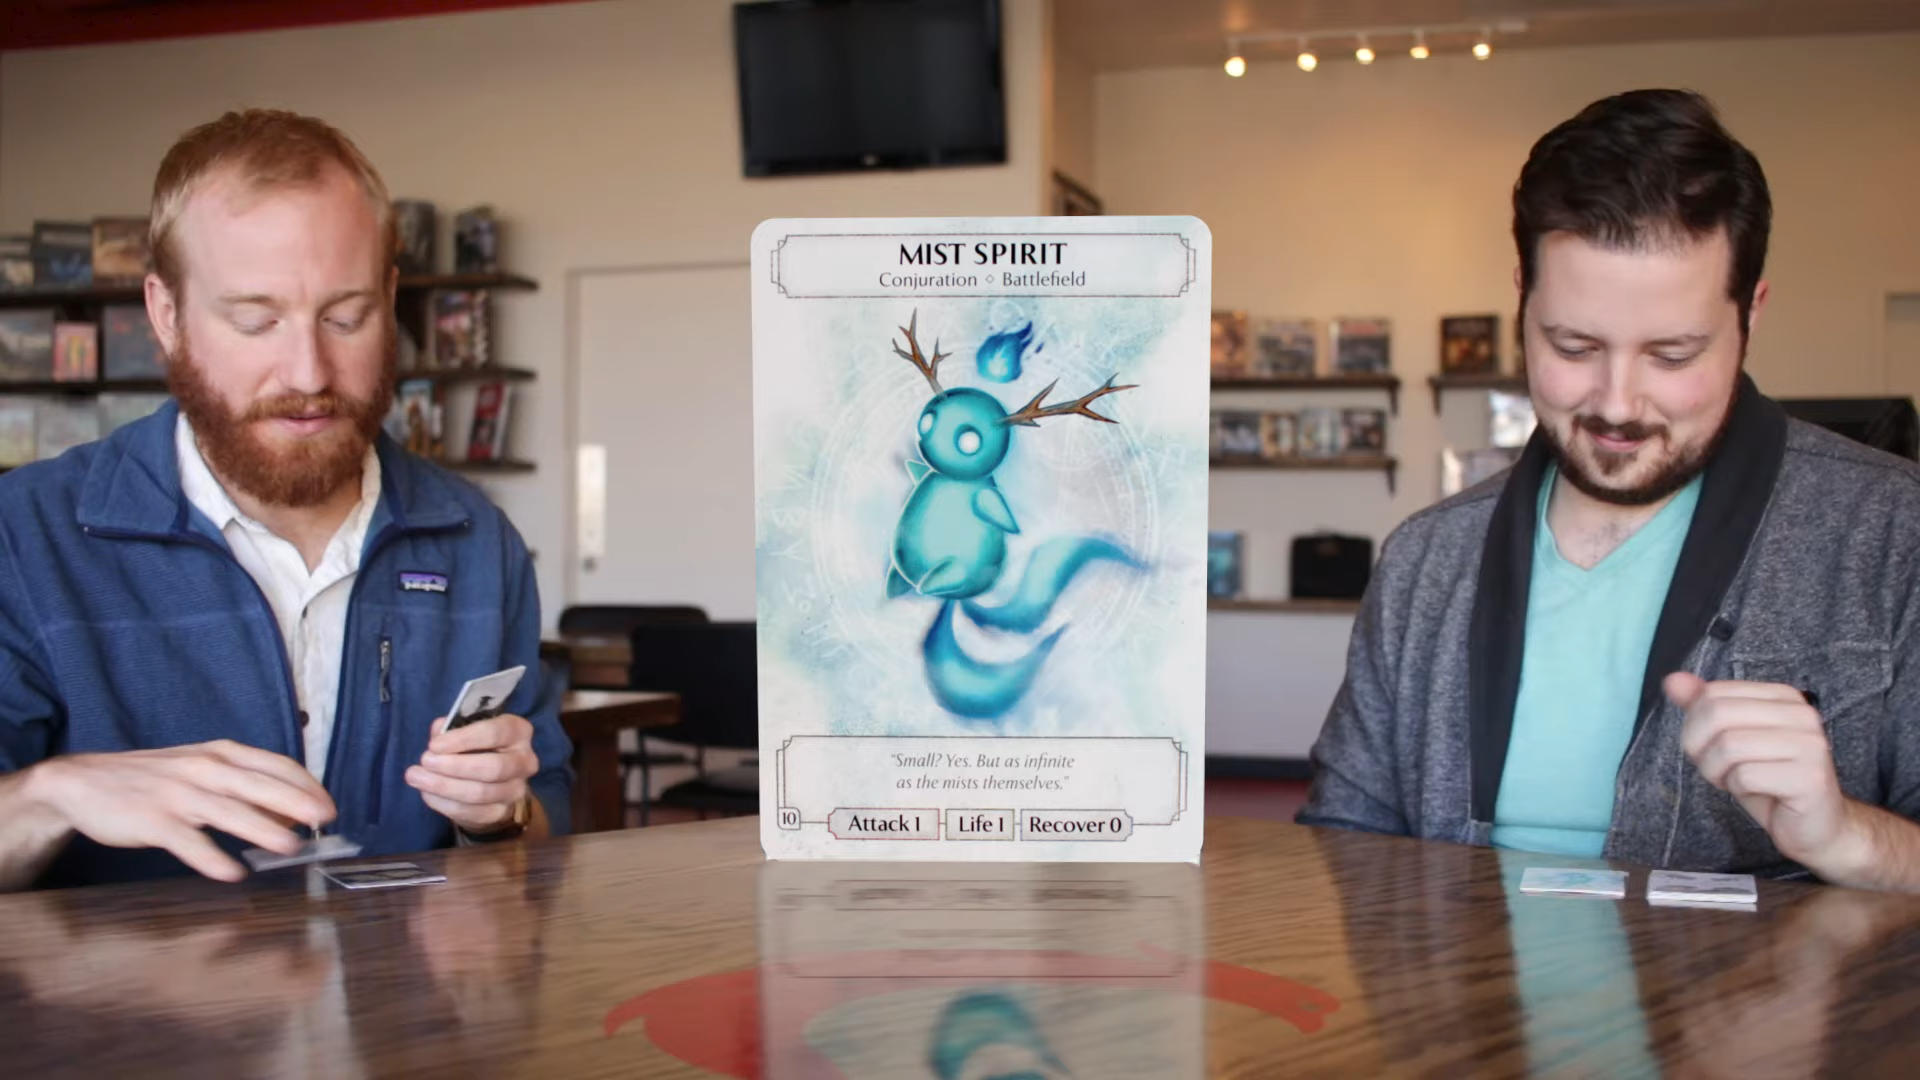 MIST SPIRIT
Conjuration ◇ Battlefield
"Small? Yes. But as infinite
as the mists themselves."
10
Attack 1
Life 1
Recover 0